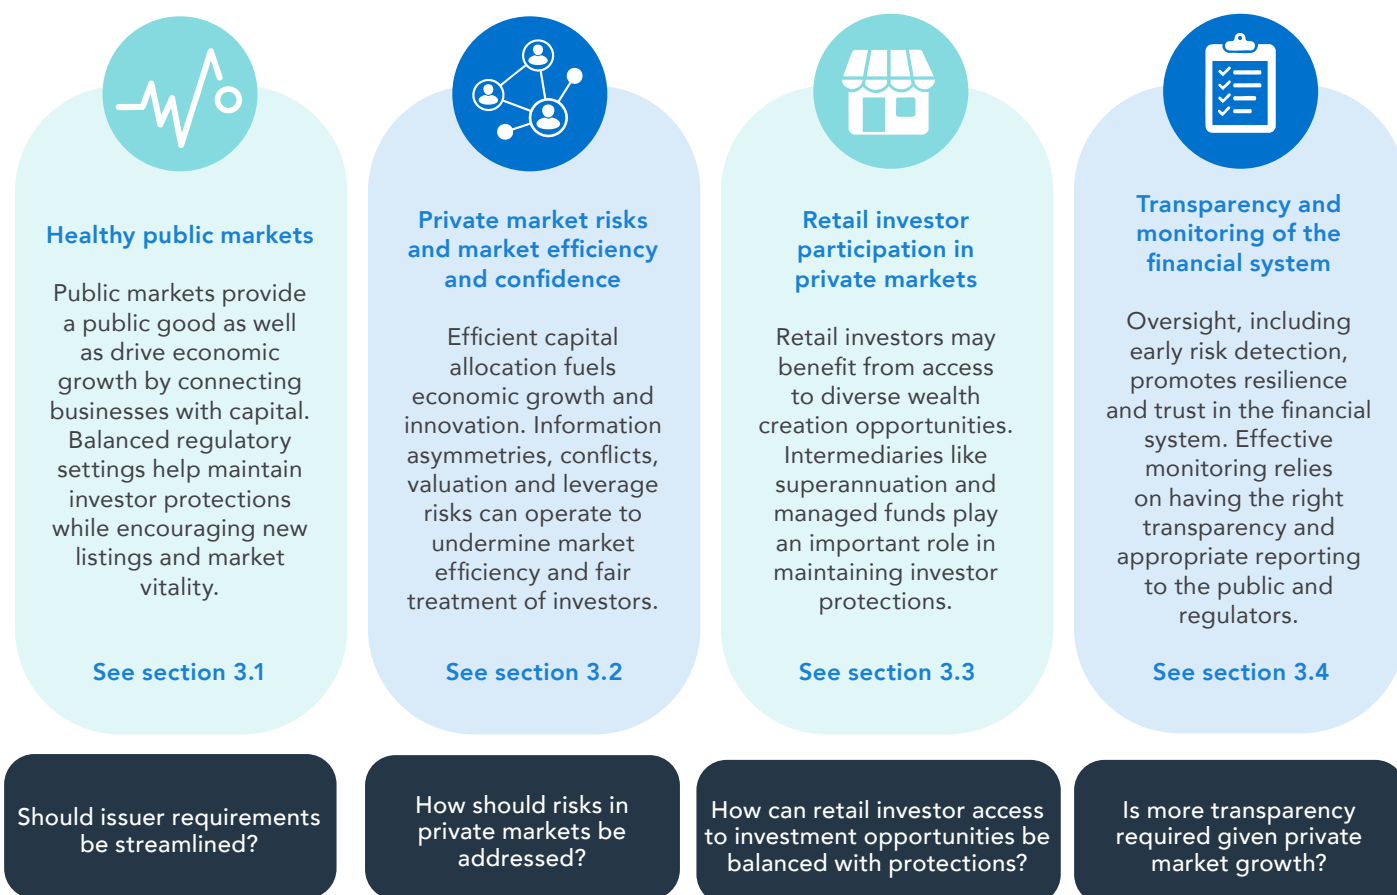 Healthy public markets
Public markets provide
a public good as well
as drive economic
growth by connecting
businesses with capital.
Balanced regulatory
settings help maintain
investor protections
while encouraging new
listings and market
vitality.
See section 3.1
Should issuer requirements
be streamlined?
Private market risks
and market efficiency
and confidence
Efficient capital
allocation fuels
economic growth and
innovation. Information
asymmetries, conflicts,
valuation and leverage
risks can operate to
undermine market
efficiency and fair
treatment of investors.
See section 3.2
How should risks in
private markets be
addressed?
Retail investor
participation in
private markets
Retail investors may
benefit from access
to diverse wealth
creation opportunities.
Intermediaries like
superannuation and
managed funds play
an important role in
maintaining investor
protections.
See section 3.3
How can retail investor access
to investment opportunities be
balanced with protections?
Transparency and
monitoring of the
financial system
Oversight, including
early risk detection,
promotes resilience
and trust in the financial
system. Effective
monitoring relies
on having the right
transparency and
appropriate reporting
to the public and
regulators.
See section 3.4
Is more transparency
required given private
market growth?